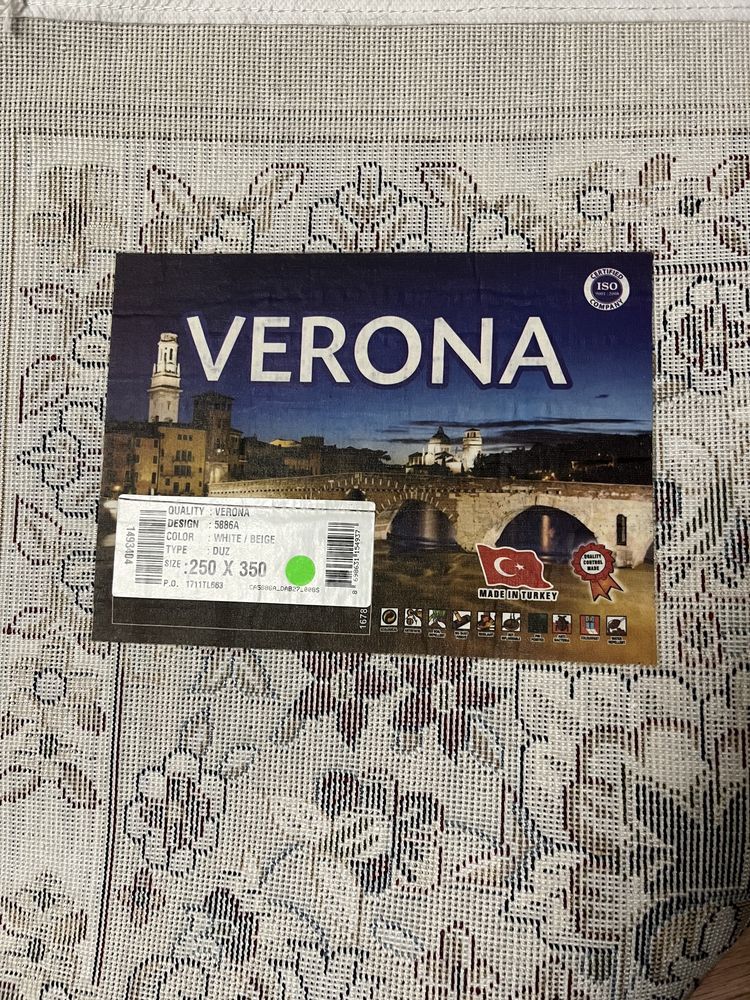 CERTIFIED
ISO
COMPANY
VERONA
1493404
QUALITY : VERONA
DESIGN : 5886A
COLOR : WHITE / BEIGE
TYPE : DUZ
SIZE : 250 X 350
P.O. 1711TL663
QUALITY
CONTROL
MADE
MADE IN TURKEY
1678